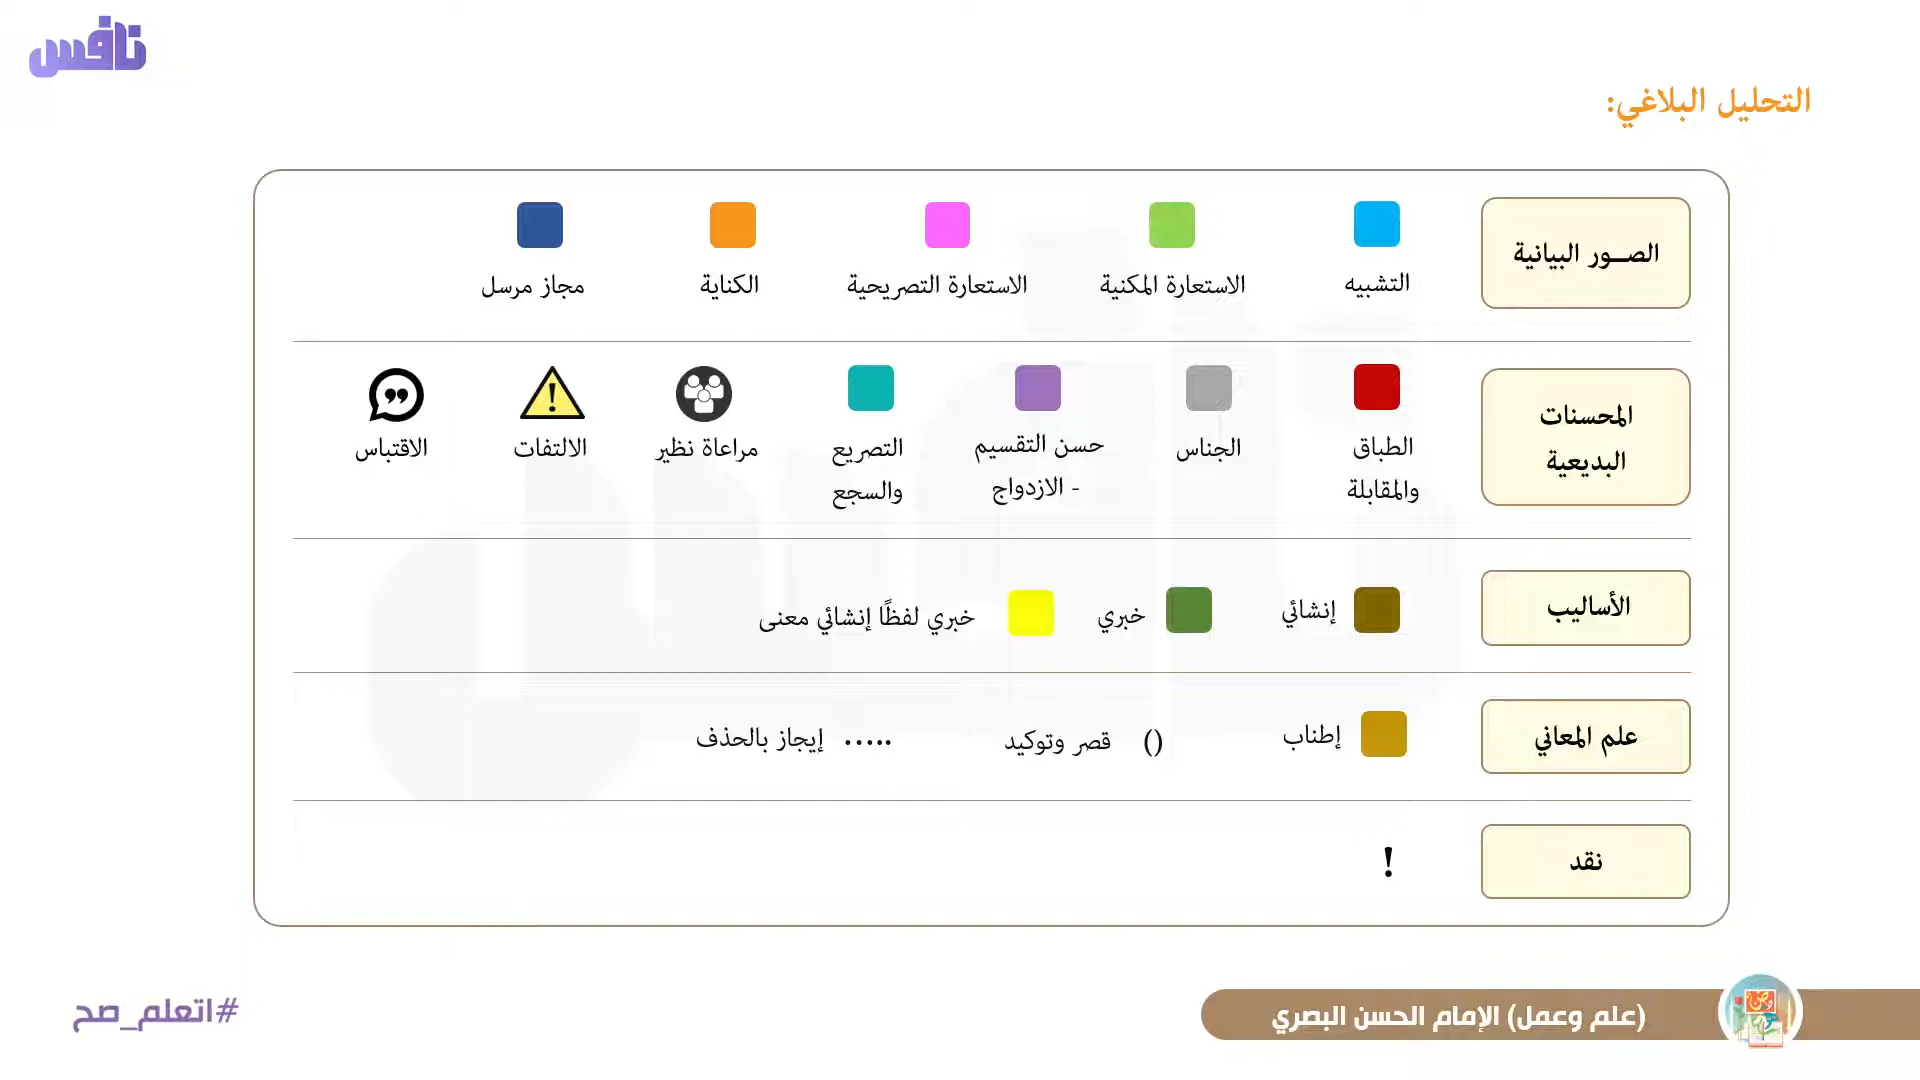 نافس
التحليل البلاغي:
الصـور البيانية
التشبيه
الاستعارة المكنية
الاستعارة التصريحية
الكناية
مجاز مرسل
المحسنات
البديعية
الطباق
والمقابلة
الجناس
حسن التقسيم
- الازدواج
التصريع
والسجع
مراعاة نظير
الالتفات
الاقتباس
الأساليب
إنشائي
خبري
خبري لفظًا إنشائي معنى
علم المعاني
إطناب
() قصر وتوكيد
..... إيجاز بالحذف
نقد
!
(علم وعمل) الإمام الحسن البصري
#اتعلم_صح